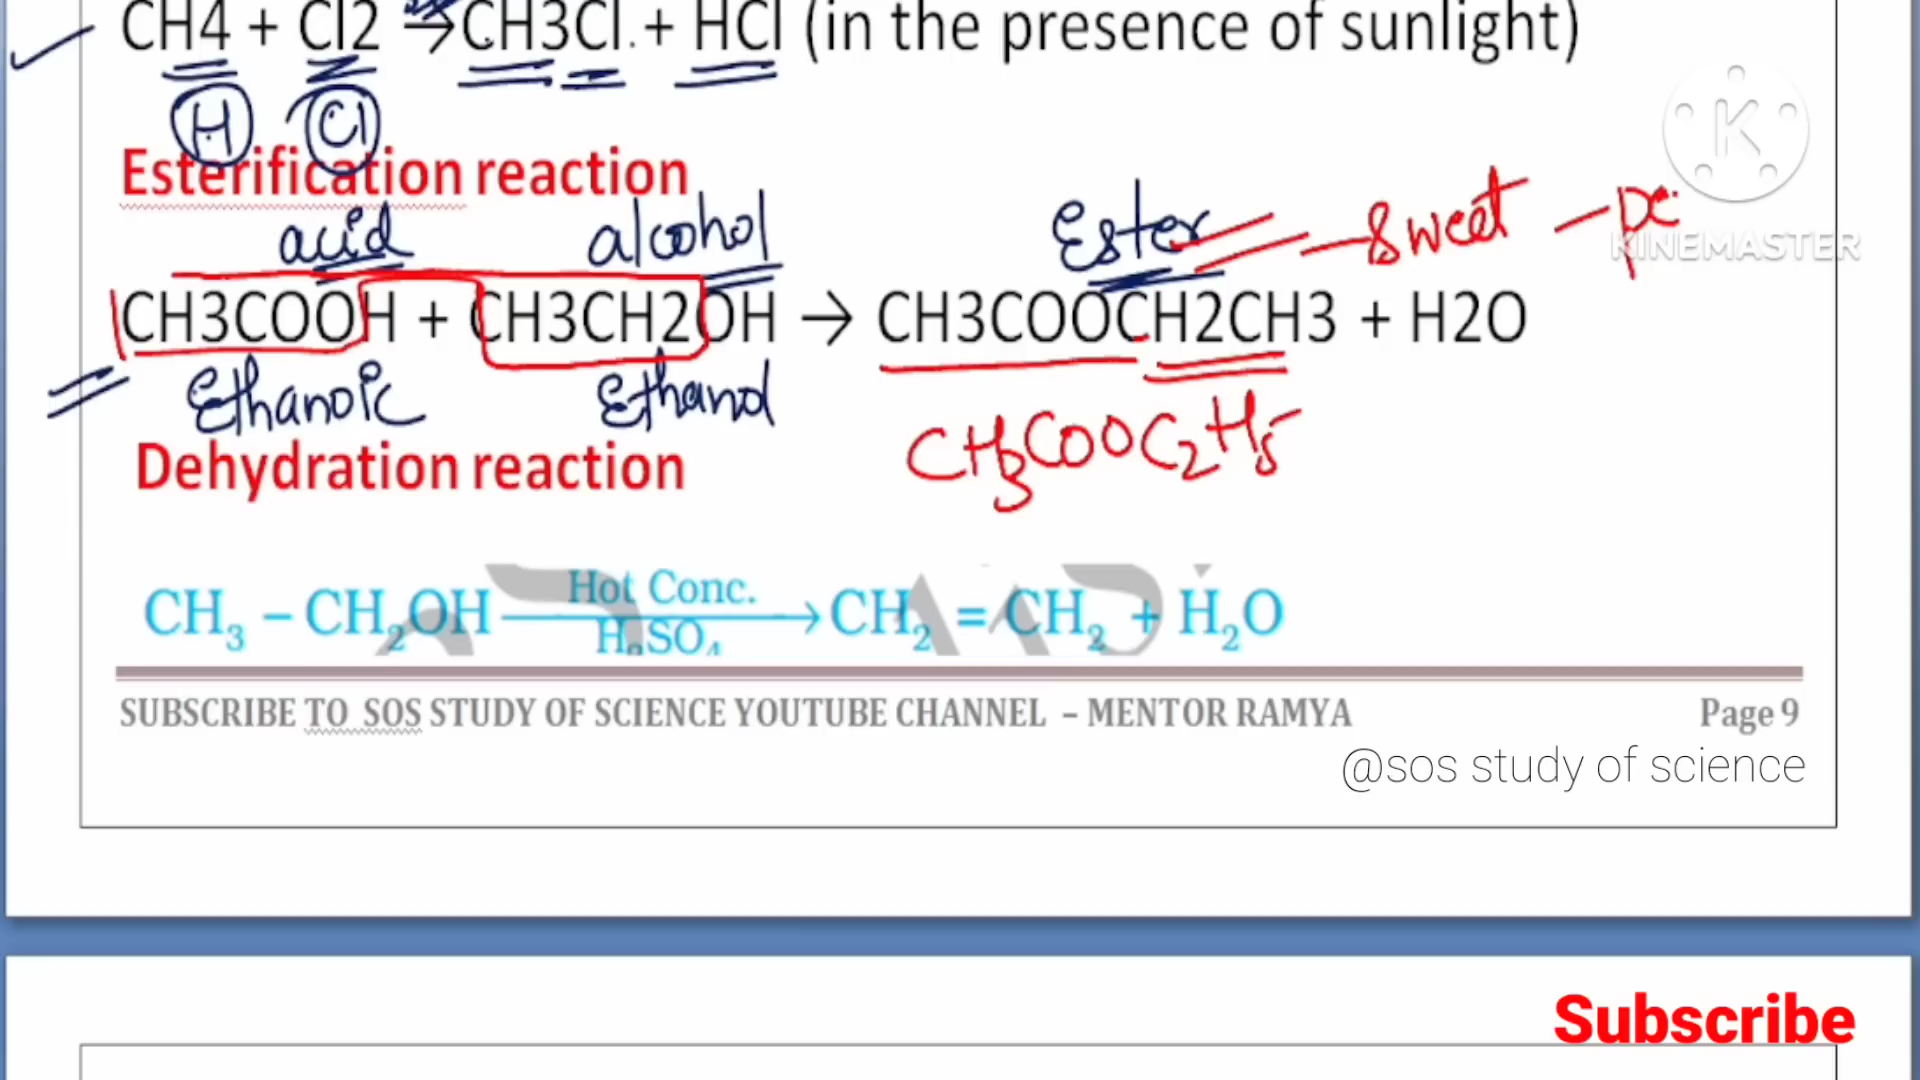 CH4 + Cl2 → CH3Cl + HCl (in the presence of sunlight)
H Cl
K
Esterification reaction
acid alcohol Ester sweet
KINEMASTER
CH3COOH + CH3CH2OH → CH3COOCH2CH3 + H2O
Ethanoic Ethanol
CH3COOC2H5
Dehydration reaction
Hot Conc.
CH₃ – CH₂OH → CH₂ = CH₂ + H₂O
H₂SO₄
SUBSCRIBE TO SOS STUDY OF SCIENCE YOUTUBE CHANNEL – MENTOR RAMYA Page 9
@sos study of science
Subscribe